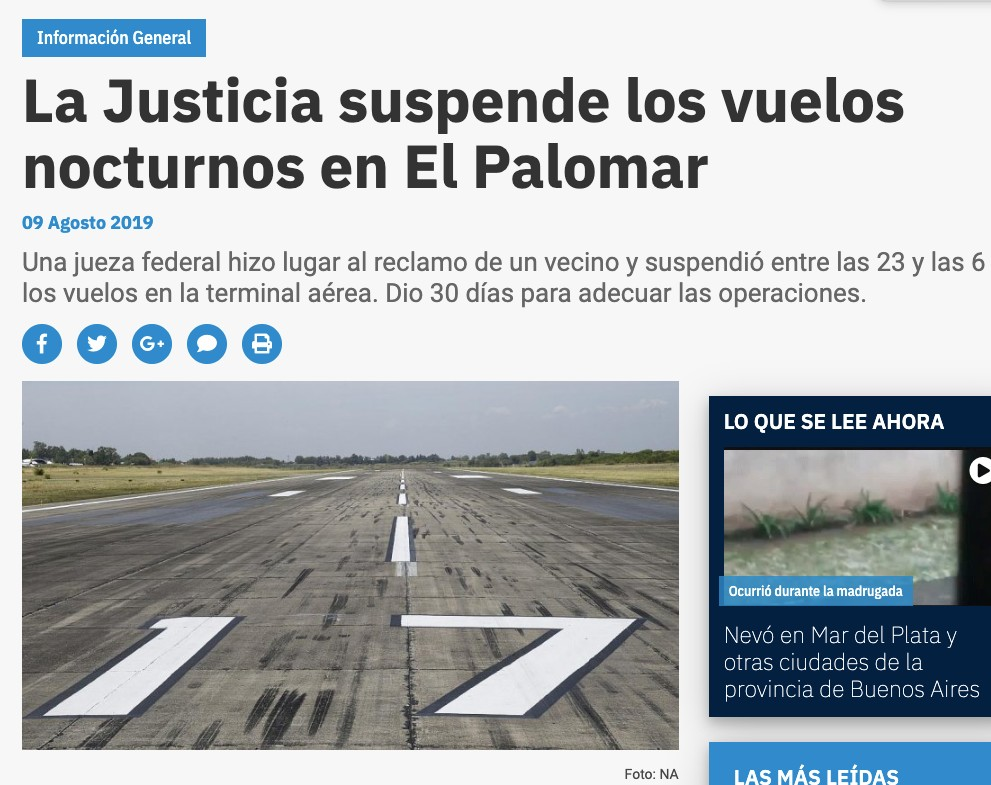 Información General
La Justicia suspende los vuelos
nocturnos en El Palomar
09 Agosto 2019
Una jueza federal hizo lugar al reclamo de un vecino y suspendió entre las 23 y las 6
los vuelos en la terminal aérea. Dio 30 días para adecuar las operaciones.
G+
17
Foto: NA
LO QUE SE LEE AHORA
Ocurrió durante la madrugada
Nevó en Mar del Plata y
otras ciudades de la
provincia de Buenos Aires
LAS MÁS LEÍDAS